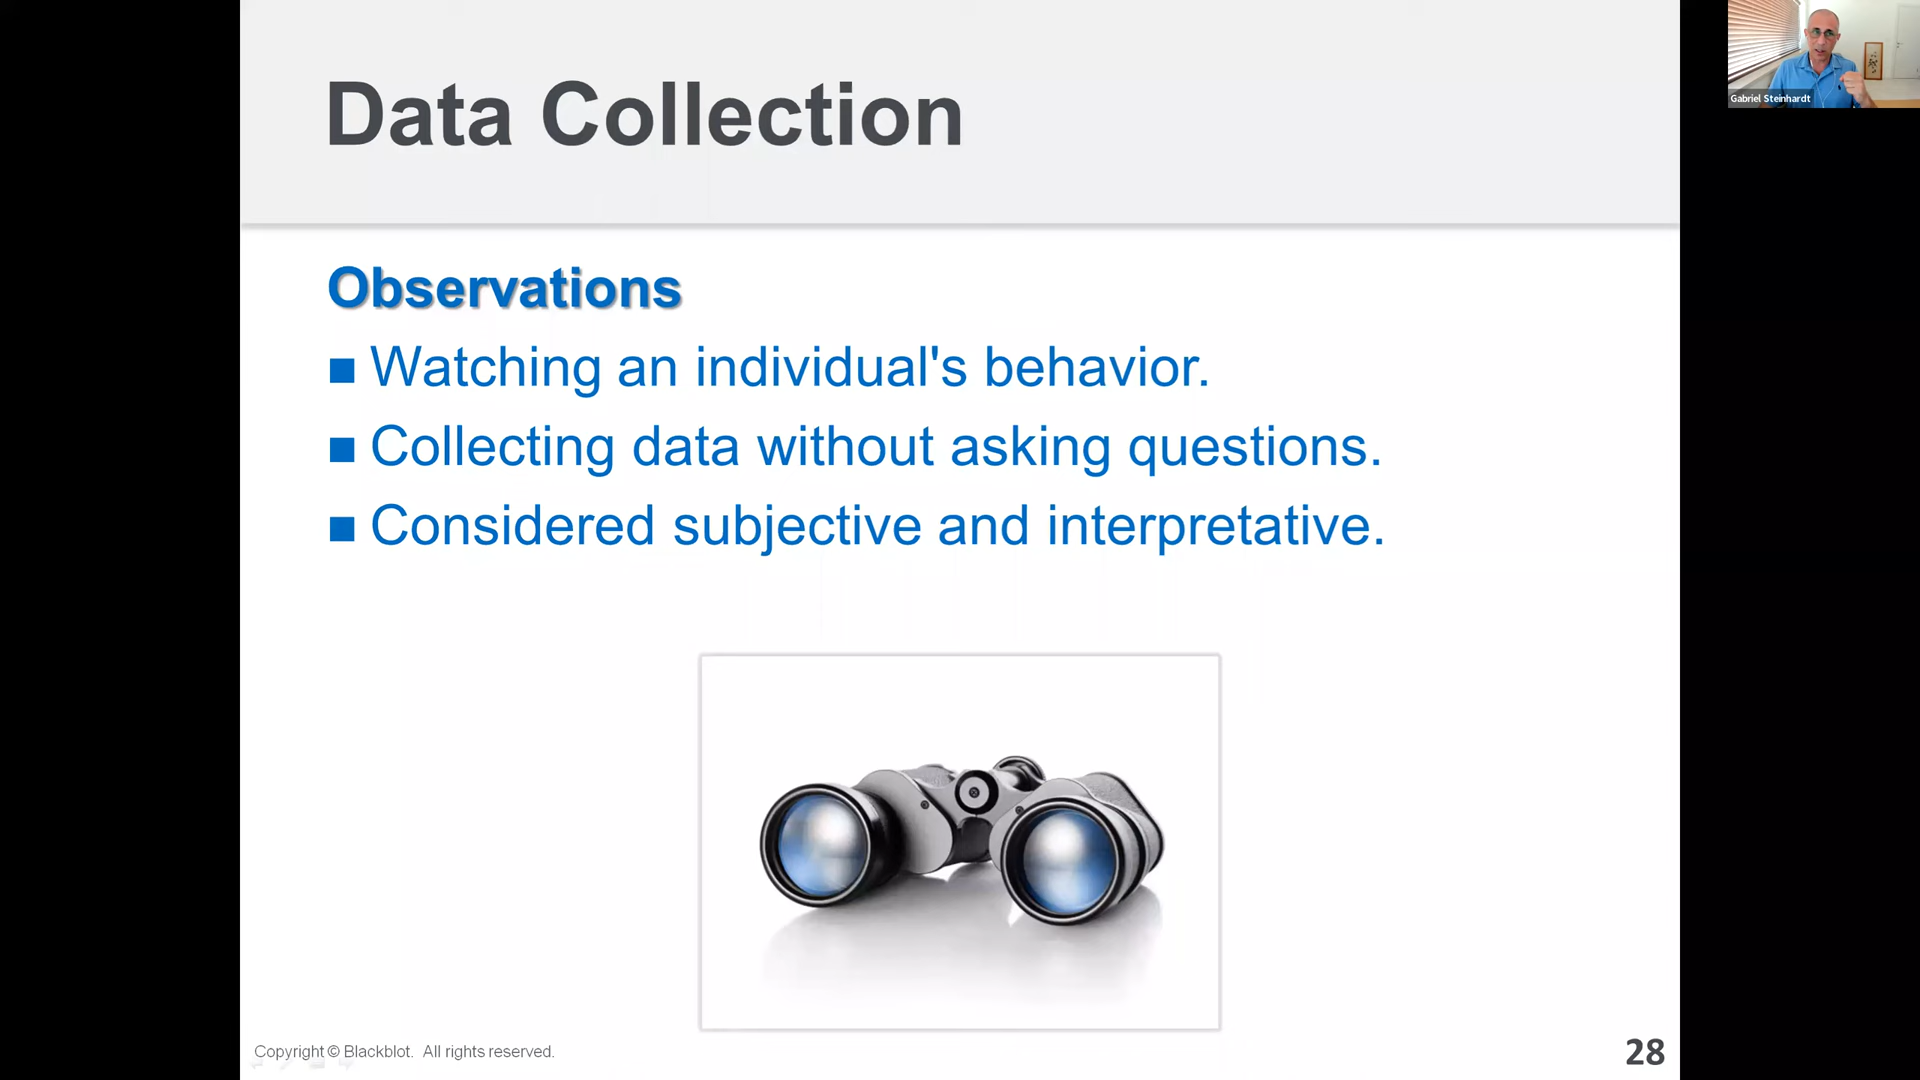 Data Collection
Gabriel Steinhardt
Observations
Watching an individual's behavior.
Collecting data without asking questions.
Considered subjective and interpretative.
Copyright © Blackblot. All rights reserved.
28